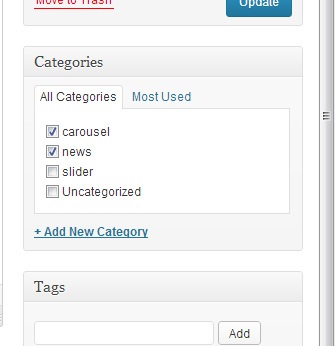 Move to Trash
Update
Categories
All Categories
Most Used
carousel
news
slider
Uncategorized
+ Add New Category
Tags
Add